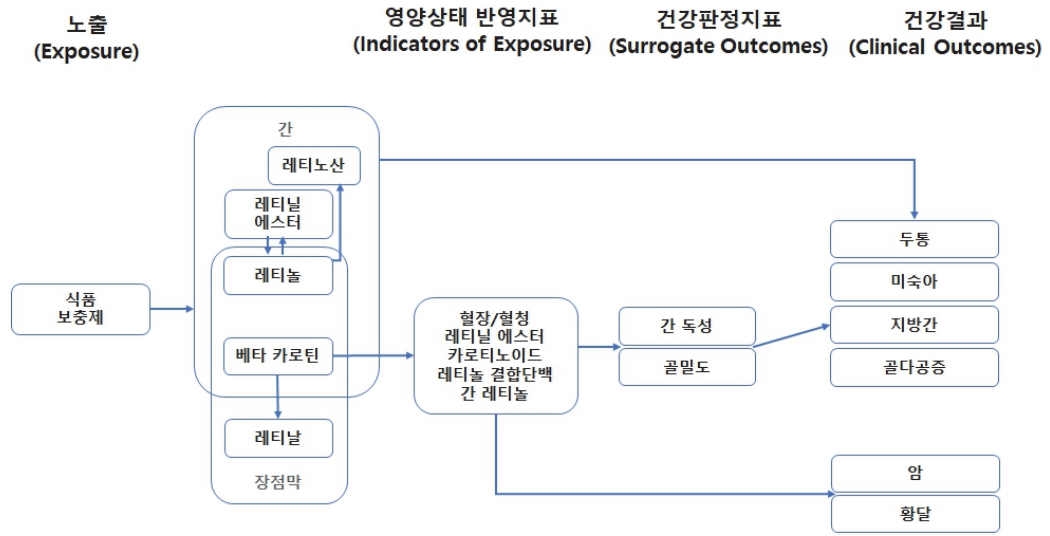 노출
(Exposure)
영양상태 반영지표
(Indicators of Exposure)
건강판정지표
(Surrogate Outcomes)
건강결과
(Clinical Outcomes)
간
레티노산
레티닐
에스터
레티놀
식품
보충제
베타 카로틴
레티날
장점막
혈장/혈청
레티닐 에스터
카로티노이드
레티놀 결합단백
간 레티놀
간 독성
골밀도
두통
미숙아
지방간
골다공증
암
황달